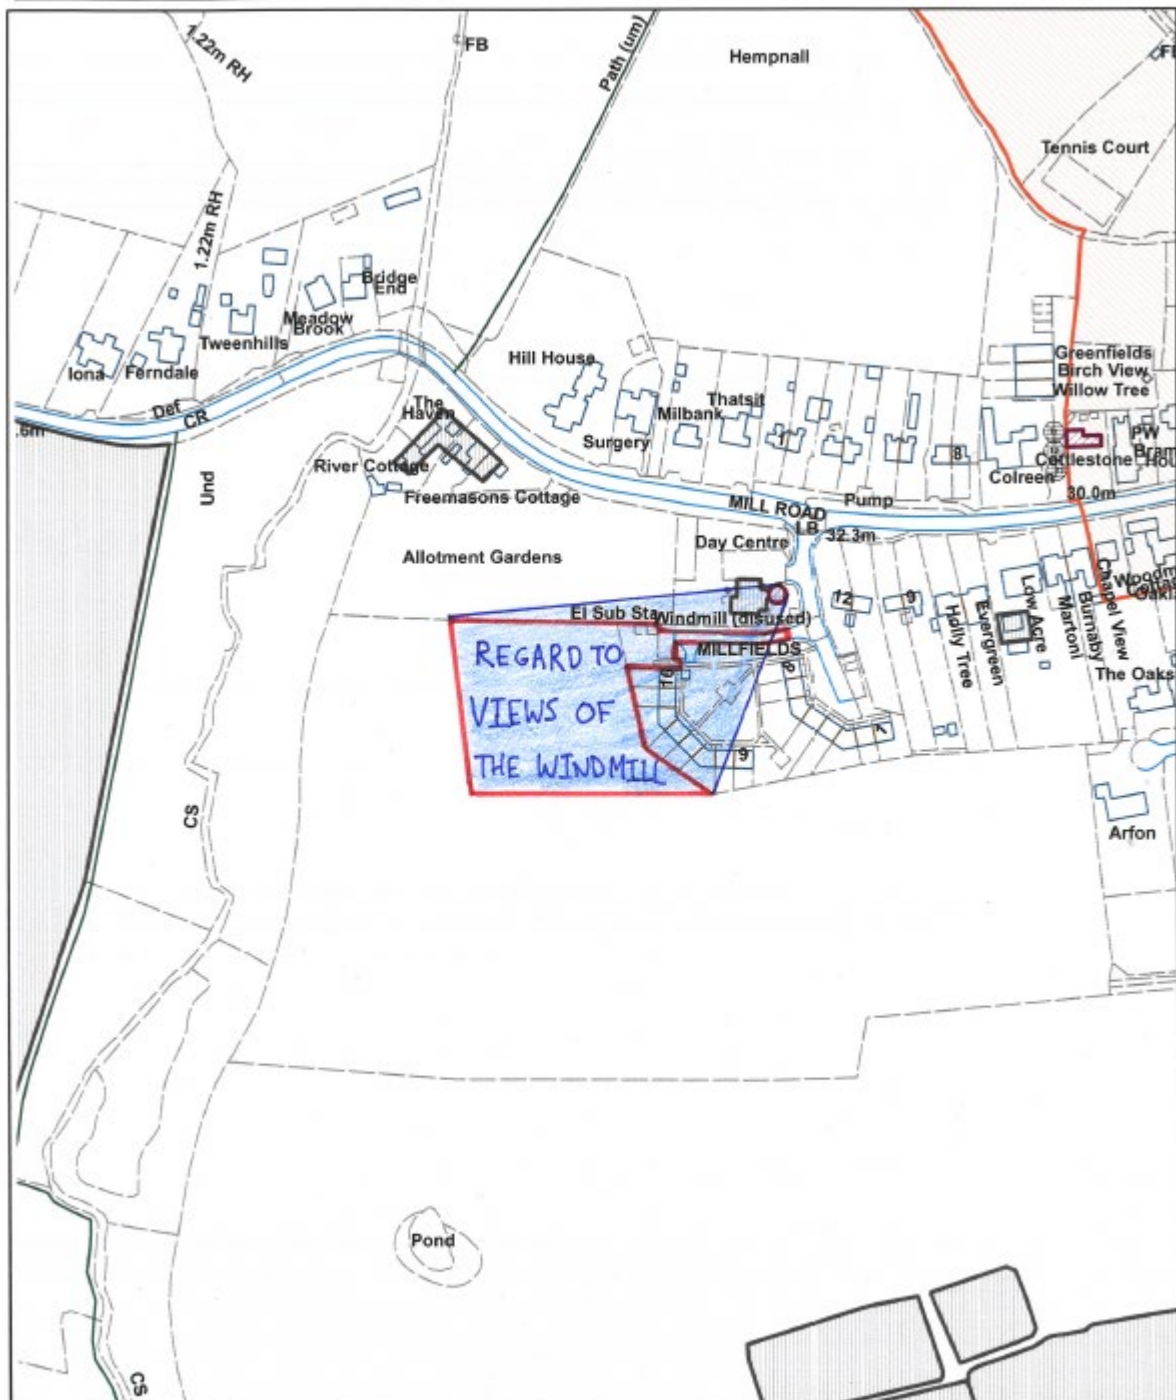 1.22m RH
FB
Path (um)
Hempnall
Tennis Court
1.22m RH
Bridge
End
Meadow
Brook
Tweenhills
Iona
Ferndale
Def
CR
Und
The
Haven
River Cottage
Freemasons Cottage
Hill House
Surgery
Milbank
Thatsit
1
8
Colreen
Greenfields
Birch View
Willow Tree
PW
30.0m
MILL ROAD
Pump
LB
32.3m
Day Centre
Allotment Gardens
El Sub Sta
Windmill (disused)
MILLFIELDS
12
9
Holly Tree
Evergreen
Low Acre
Martoni
Burnaby
Chapel View
The Oaks
16
9
REGARD TO
VIEWS OF
THE WINDMILL
Arfon
CS
Pond
CS